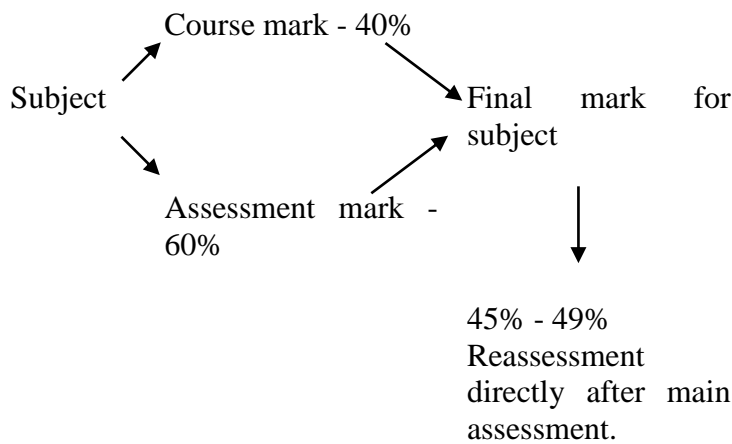 Course mark - 40%
Subject
Final mark for
subject
Assessment mark -
60%
45% - 49%
Reassessment
directly after main
assessment.